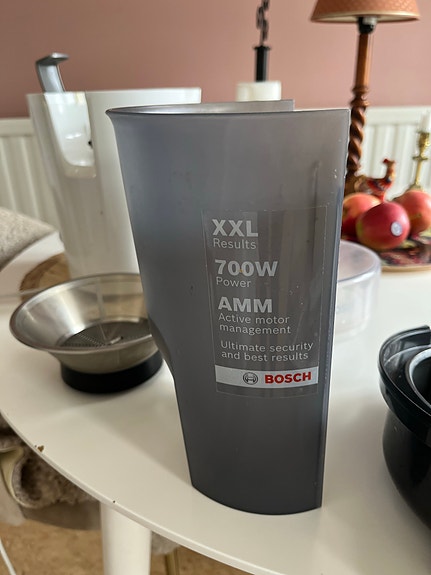 XXL
Results
700W
Power
AMM
Active motor
management
Ultimate security
and best results
BOSCH